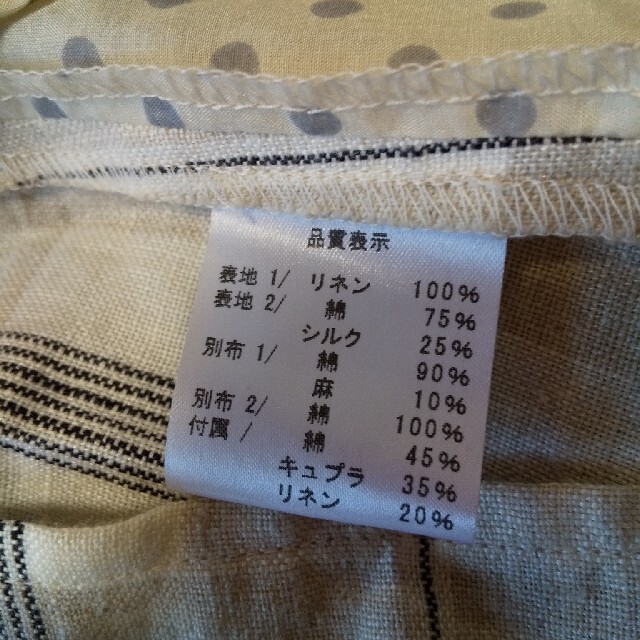 品質表示
表地 1/ リネン 100%
表地 2/ 綿 75%
シルク 25%
別布 1/ 綿 90%
麻 10%
別布 2/ 綿 100%
付属 / 綿 45%
キュプラ 35%
リネン 20%